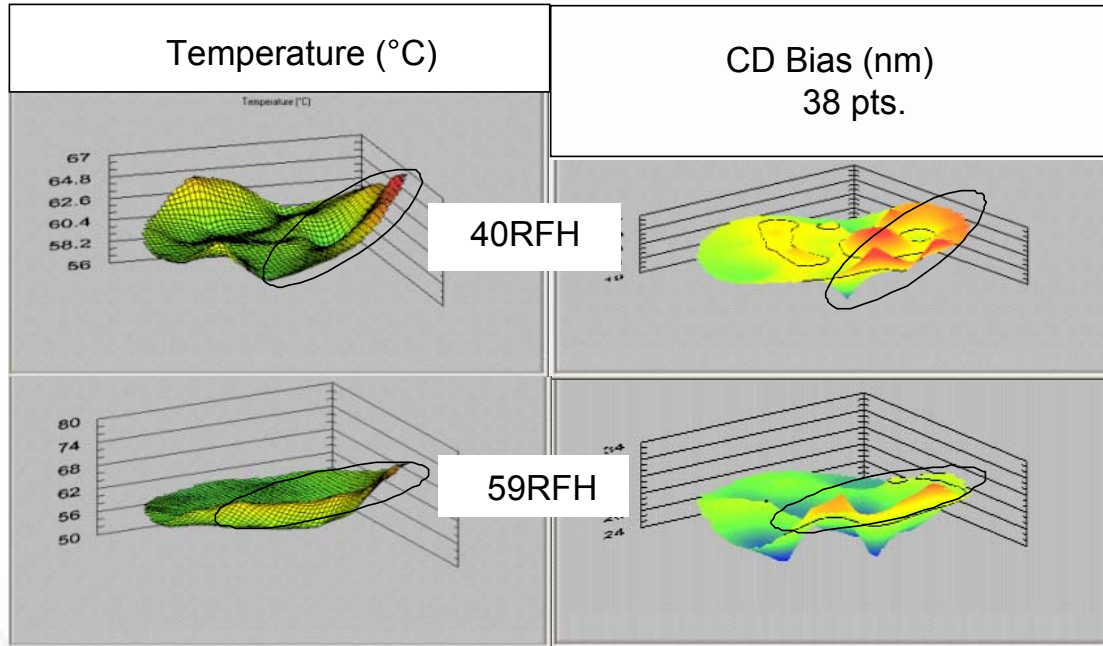 Temperature (°C)
CD Bias (nm)
38 pts.
Temperature (°C)
67
64.8
62.6
60.4
58.2
56
40RFH
80
74
68
62
56
50
59RFH
24